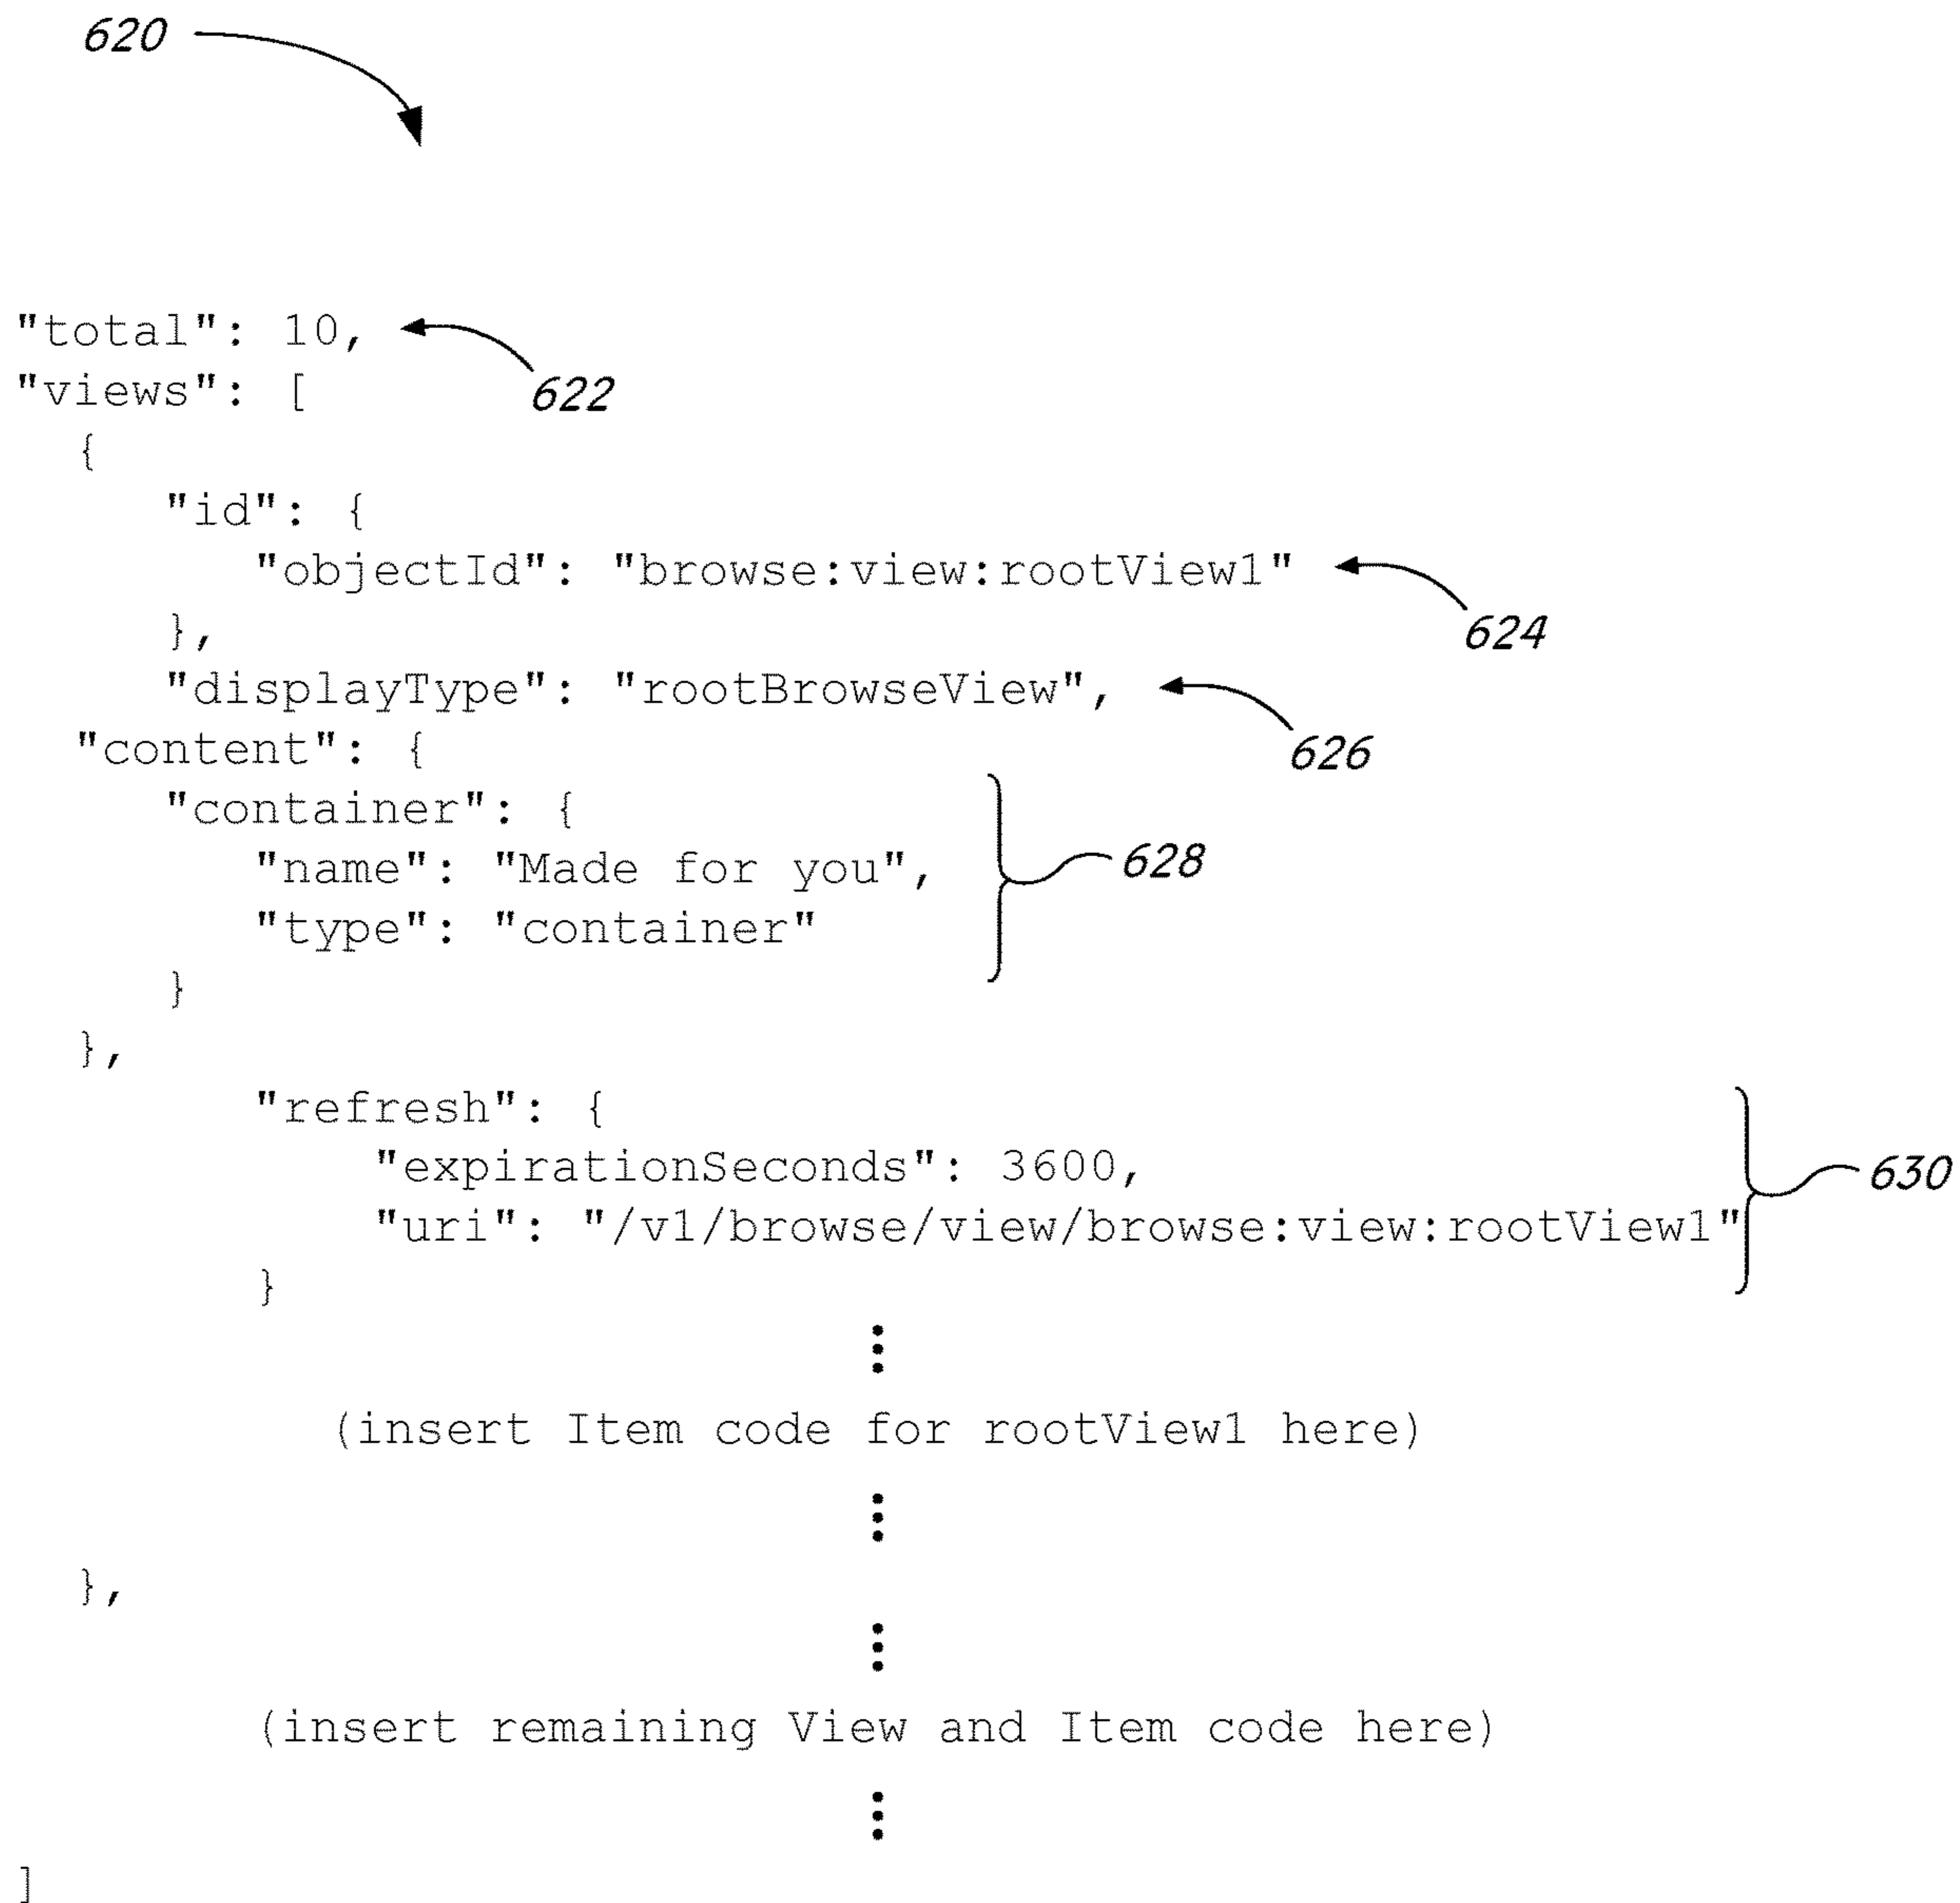 620
"total": 10,
622
"views": [
{
"id": {
"objectId": "browse:view:rootView1"
624
},
"displayType": "rootBrowseView",
626
"content": {
"container": {
"name": "Made for you",
628
"type": "container"
}
},
"refresh": {
"expirationSeconds": 3600,
630
"uri": "/v1/browse/view/browse:view:rootView1"
}
(insert Item code for rootView1 here)
},
(insert remaining View and Item code here)
]